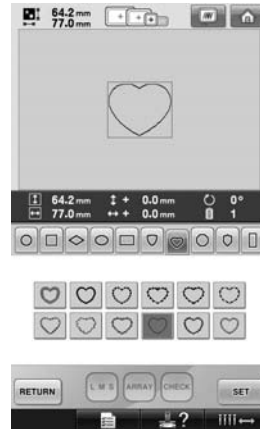 64.2 mm
77.0 mm
64.2 mm + 0.0 mm 0°
77.0 mm + 0.0 mm 1
RETURN L M S ARRAY CHECK SET
?